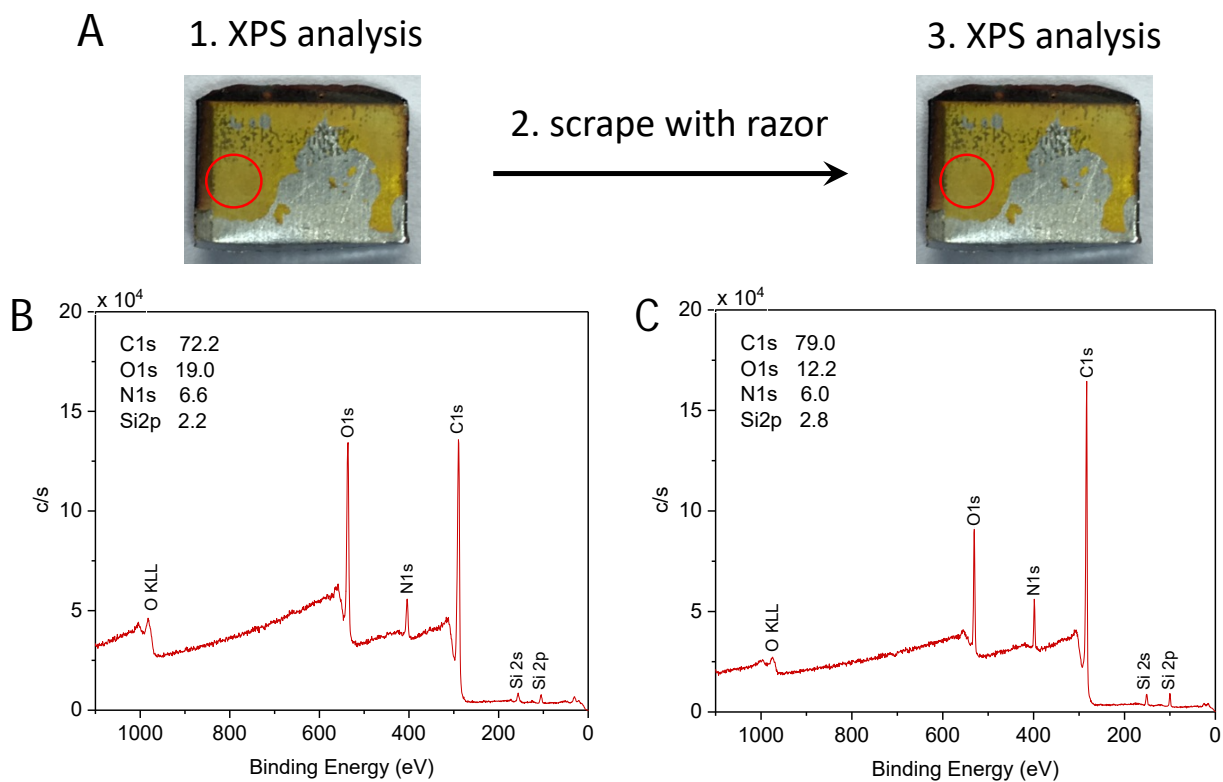 A
1. XPS analysis
3. XPS analysis
2. scrape with razor
B
x 10⁴
20
15
10
5
0
c/s
C1s 72.2
O1s 19.0
N1s 6.6
Si2p 2.2
O KLL
O1s
N1s
C1s
Si 2s
Si 2p
1000 800 600 400 200 0
Binding Energy (eV)
C
x 10⁴
20
15
10
5
0
c/s
C1s 79.0
O1s 12.2
N1s 6.0
Si2p 2.8
O KLL
O1s
N1s
C1s
Si 2s
Si 2p
1000 800 600 400 200 0
Binding Energy (eV)